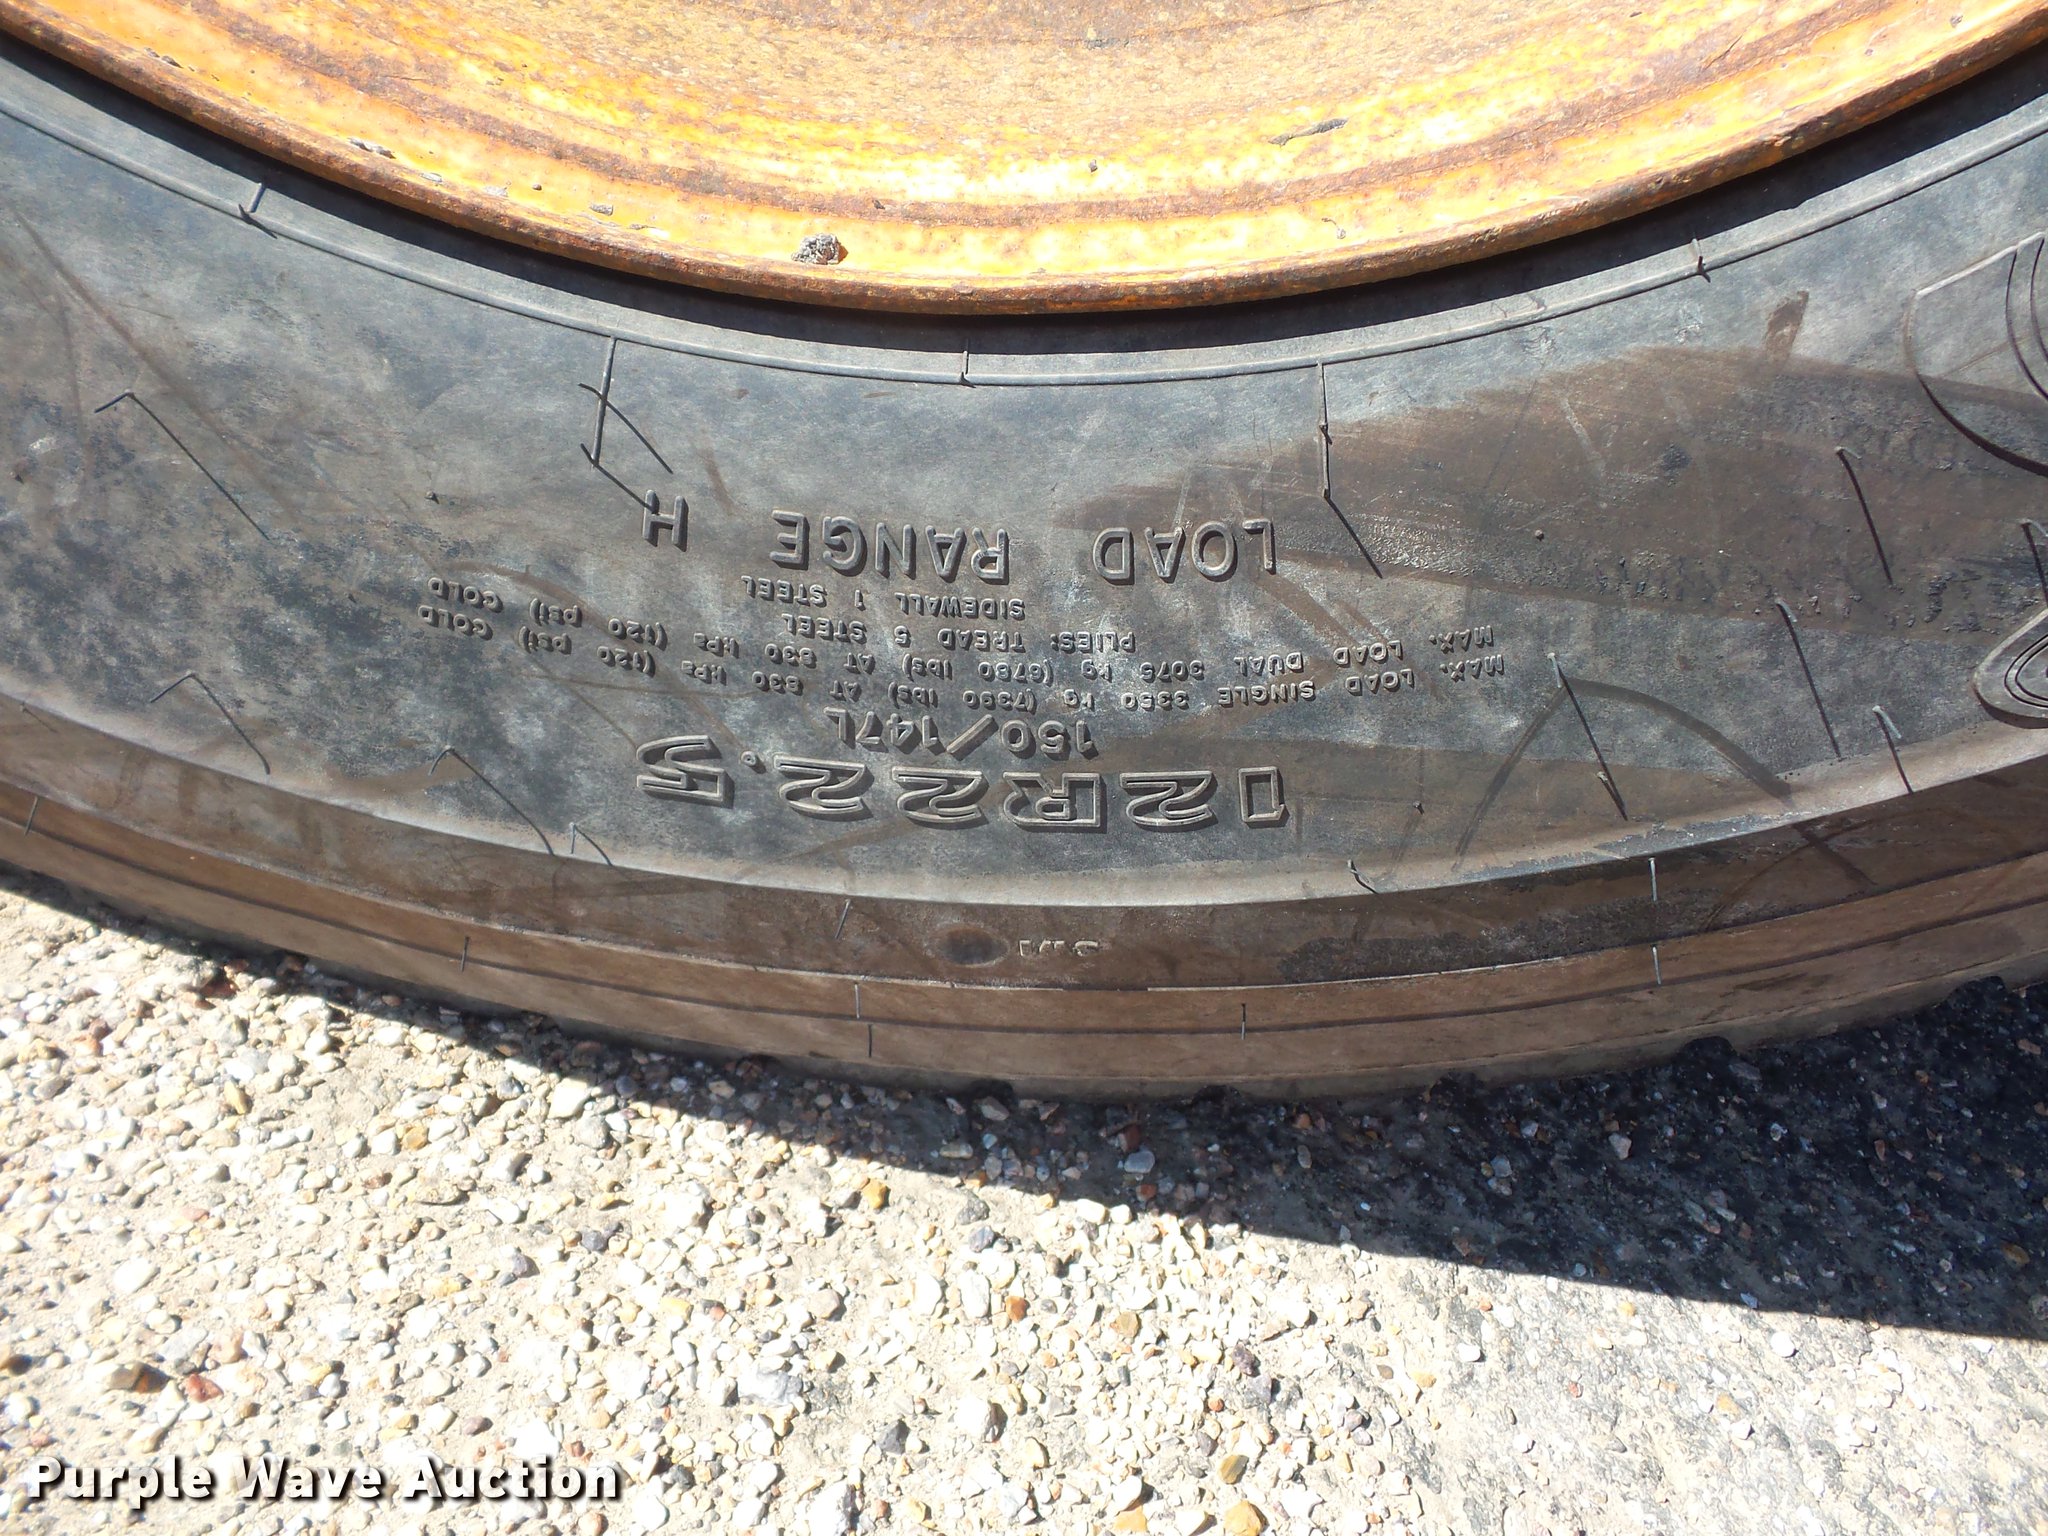 12R22.5
150/147L
MAX. LOAD SINGLE 3350 kg (7390 lbs) AT 830 kPa (120 psi) COLD
MAX. LOAD DUAL 3075 kg (6780 lbs) AT 830 kPa (120 psi) COLD
PLIES: TREAD 5 STEEL
SIDEWALL 1 STEEL
LOAD RANGE H
Purple Wave Auction